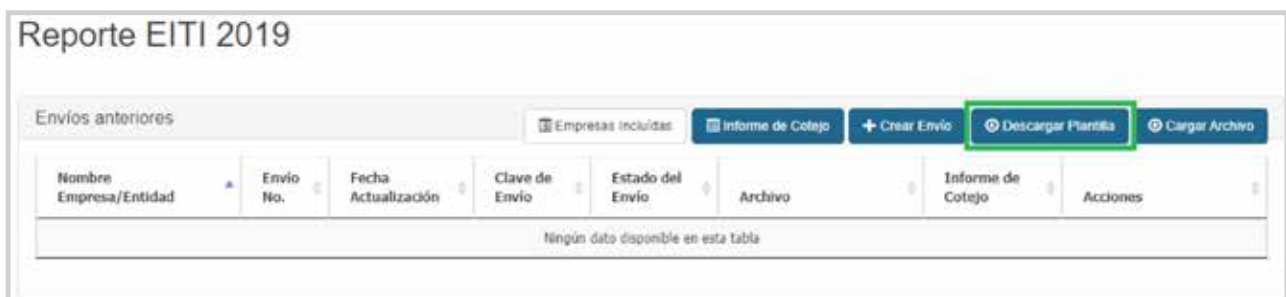 Reporte EITI 2019
Envíos anteriores
Empresas Incluídas
Informe de Cotejo
+ Crear Envío
Descargar Plantilla
Cargar Archivo
Nombre Empresa/Entidad
Envío No.
Fecha Actualización
Clave de Envío
Estado del Envío
Archivo
Informe de Cotejo
Acciones
Ningún dato disponible en esta tabla